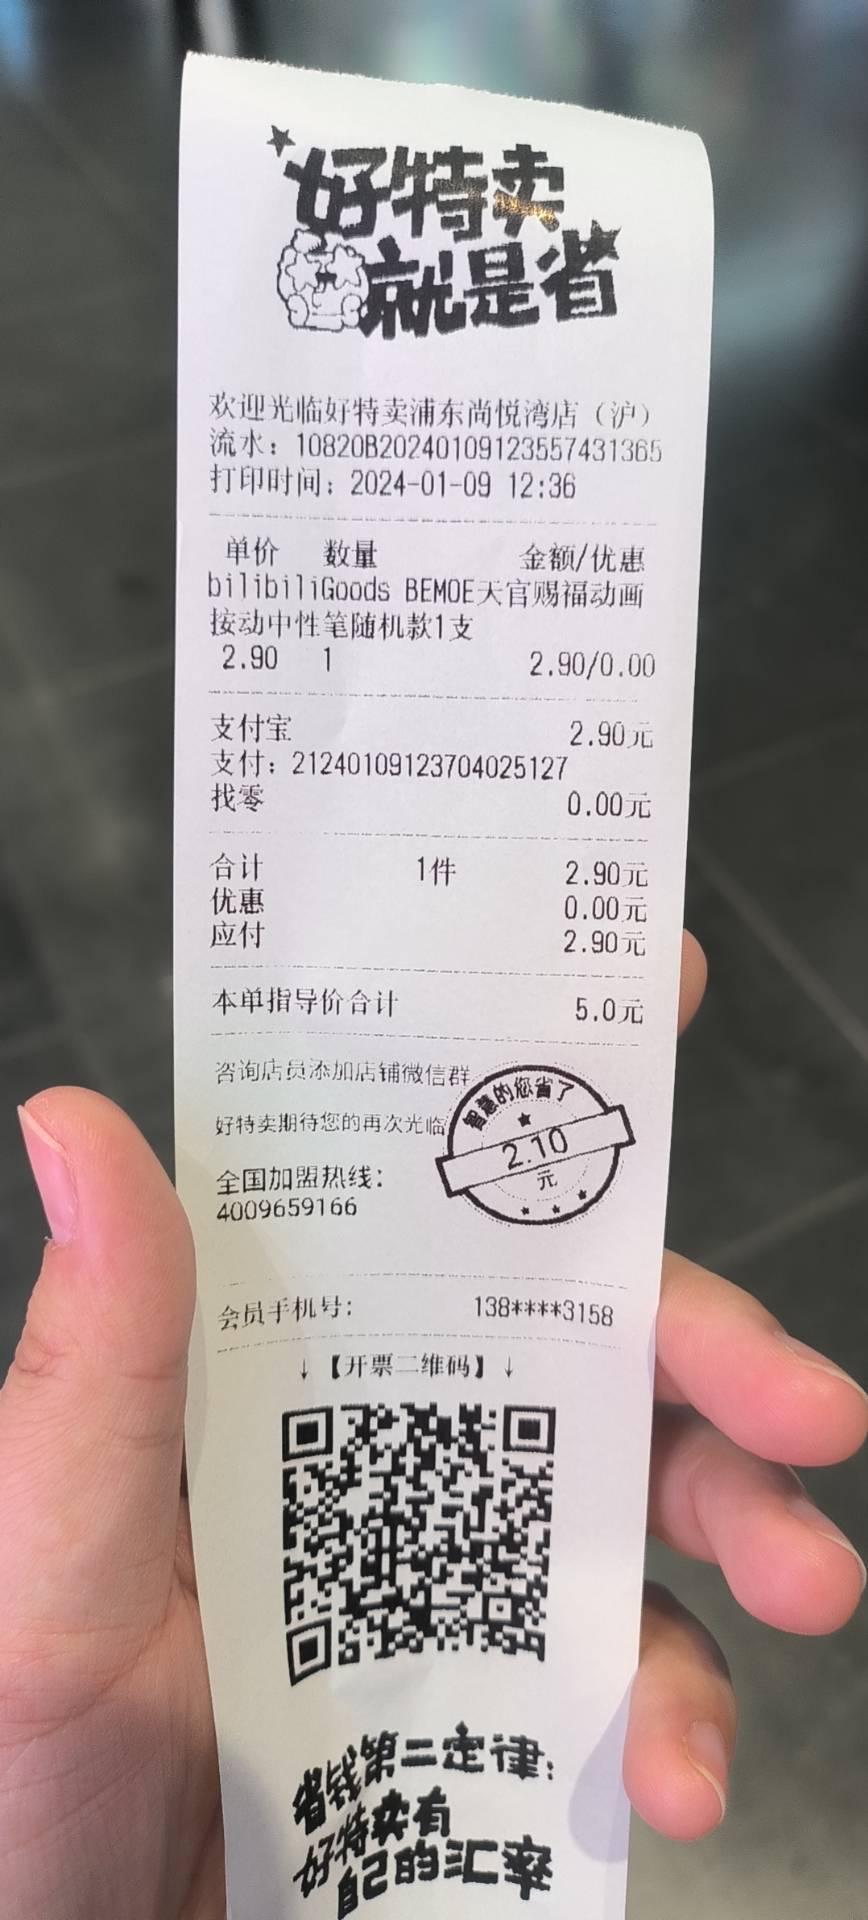 好特卖
就是省
欢迎光临好特卖浦东尚悦湾店（沪）
流水：10820B20240109123557431365
打印时间：2024-01-09 12:36
单价 数量 金额/优惠
bilibiliGoods BEMOE天官赐福动画
按动中性笔随机款1支
2.90 1 2.90/0.00
支付宝 2.90元
支付：21240109123704025127
找零 0.00元
合计 1件 2.90元
优惠 0.00元
应付 2.90元
本单指导价合计 5.0元
咨询店员添加店铺微信群
好特卖期待您的再次光临
智慧的您省了
2.10
元
全国加盟热线：
4009659166
会员手机号： 138****3158
↓【开票二维码】↓
省钱第二定律：
好特卖有
自己的汇率